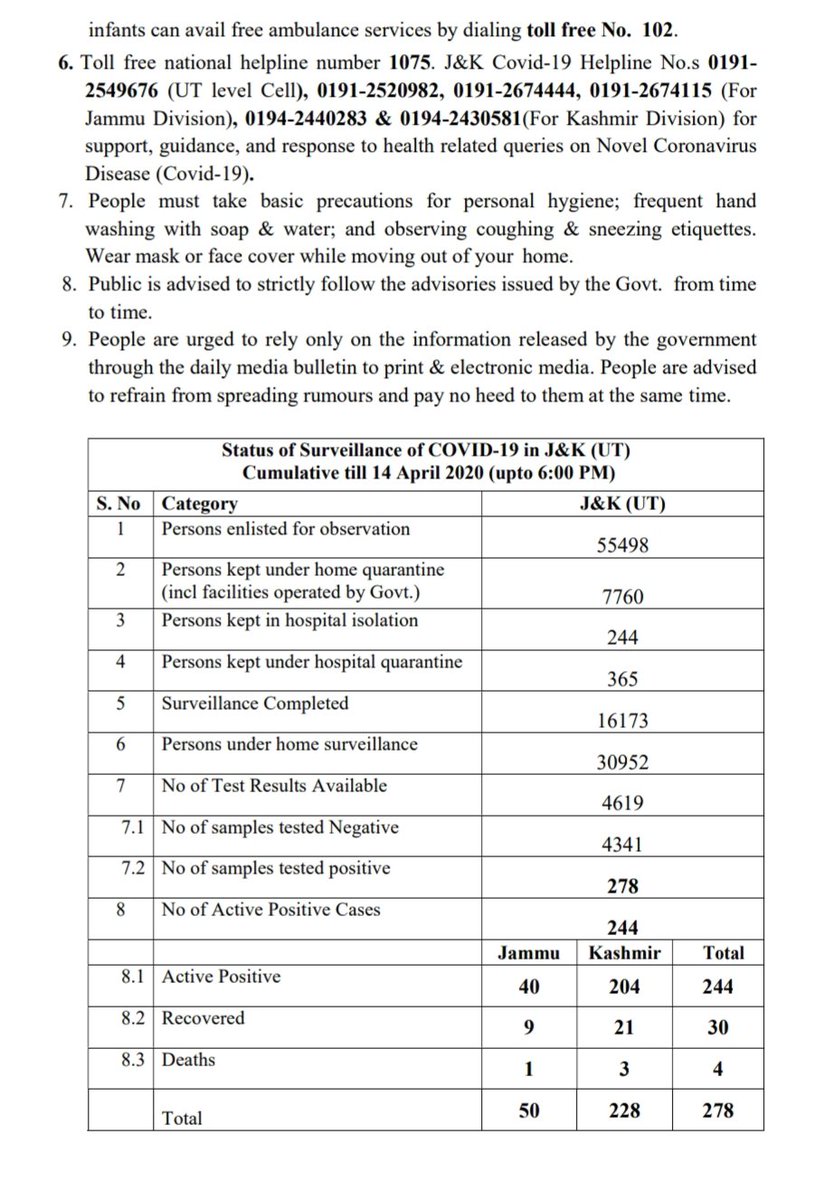 infants can avail free ambulance services by dialing toll free No. 102.
6. Toll free national helpline number 1075. J&K Covid-19 Helpline No.s 0191-
2549676 (UT level Cell), 0191-2520982, 0191-2674444, 0191-2674115 (For
Jammu Division), 0194-2440283 & 0194-2430581(For Kashmir Division) for
support, guidance, and response to health related queries on Novel Coronavirus
Disease (Covid-19).
7. People must take basic precautions for personal hygiene; frequent hand
washing with soap & water; and observing coughing & sneezing etiquettes.
Wear mask or face cover while moving out of your home.
8. Public is advised to strictly follow the advisories issued by the Govt. from time
to time.
9. People are urged to rely only on the information released by the government
through the daily media bulletin to print & electronic media. People are advised
to refrain from spreading rumours and pay no heed to them at the same time.
Status of Surveillance of COVID-19 in J&K (UT)
Cumulative till 14 April 2020 (upto 6:00 PM)
S. No Category J&K (UT)
1 Persons enlisted for observation 55498
2 Persons kept under home quarantine
(incl facilities operated by Govt.) 7760
3 Persons kept in hospital isolation 244
4 Persons kept under hospital quarantine 365
5 Surveillance Completed 16173
6 Persons under home surveillance 30952
7 No of Test Results Available 4619
7.1 No of samples tested Negative 4341
7.2 No of samples tested positive 278
8 No of Active Positive Cases 244
Jammu Kashmir Total
8.1 Active Positive 40 204 244
8.2 Recovered 9 21 30
8.3 Deaths 1 3 4
Total 50 228 278